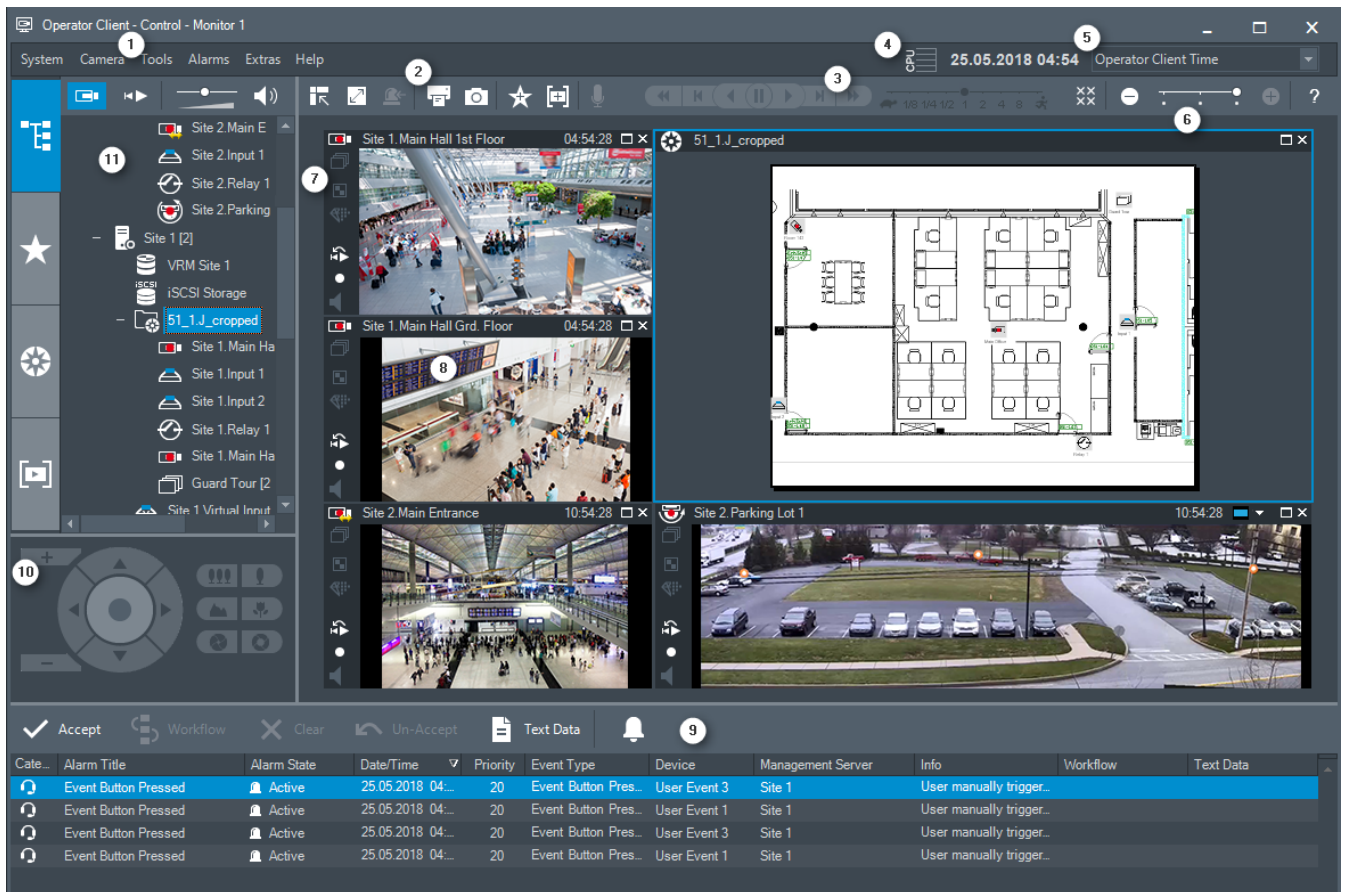 Operator Client - Control - Monitor 1
1
System Camera Tools Alarms Extras Help
4
CPU
25.05.2018 04:54
5
Operator Client Time
2
3
1/8 1/4 1/2 1 2 4 8
6
?
11
Site 2.Main E
Site 2.Input 1
Site 2.Relay 1
Site 2.Parking
Site 1 [2]
VRM Site 1
iSCSI
iSCSI Storage
51_1.J_cropped
Site 1.Main Ha
Site 1.Input 1
Site 1.Input 2
Site 1.Relay 1
Site 1.Main Ha
Guard Tour [2
Site 1.Virtual Input
10
7
Site 1.Main Hall 1st Floor 04:54:28
Site 1.Main Hall Grd. Floor 04:54:28
8
Site 2.Main Entrance 10:54:28
51_1.J_cropped
Guard Tour
Main Office
Input 1
Relay 1
Site 2.Parking Lot 1 10:54:28
Accept Workflow Clear Un-Accept Text Data
9
Cate... Alarm Title Alarm State Date/Time Priority Event Type Device Management Server Info Workflow Text Data
Event Button Pressed Active 25.05.2018 04:... 20 Event Button Pres... User Event 3 Site 1 User manually trigger...
Event Button Pressed Active 25.05.2018 04:... 20 Event Button Pres... User Event 1 Site 1 User manually trigger...
Event Button Pressed Active 25.05.2018 04:... 20 Event Button Pres... User Event 3 Site 1 User manually trigger...
Event Button Pressed Active 25.05.2018 04:... 20 Event Button Pres... User Event 1 Site 1 User manually trigger...